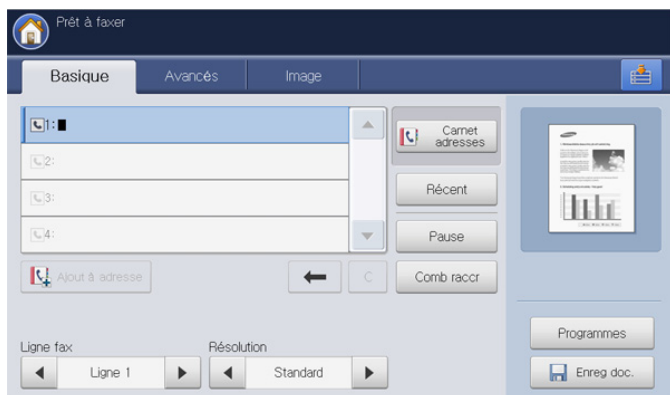 Prêt à faxer
Basique
Avancés
Image
1:
Carnet
adresses
2:
Récent
3:
4:
Pause
Ajout à adresse
C
Comb raccr
Programmes
Ligne fax
Résolution
Ligne 1
Standard
Enreg doc.